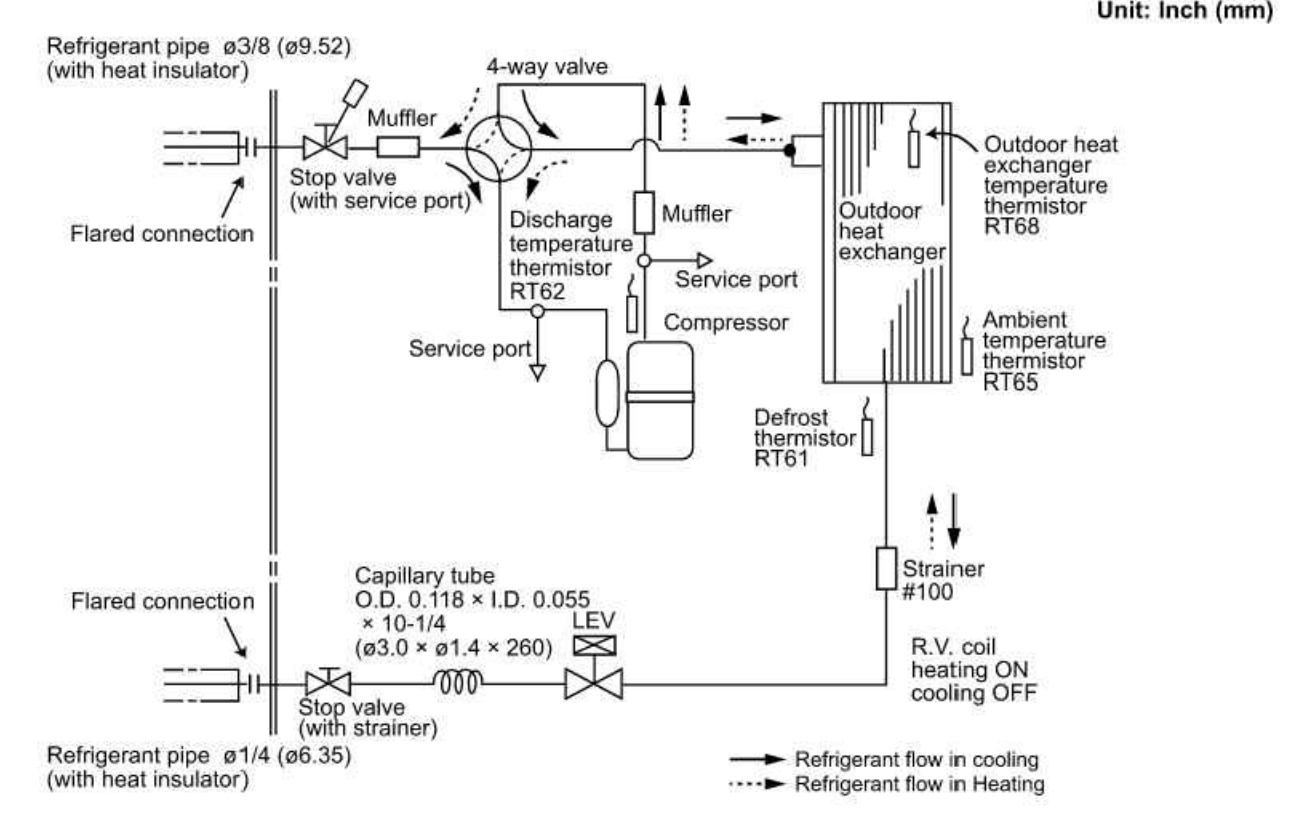 Unit: Inch (mm)
Refrigerant pipe ø3/8 (ø9.52)
(with heat insulator)
4-way valve
Muffler
Stop valve
(with service port)
Flared connection
Discharge
temperature
thermistor
RT62
Muffler
Service port
Compressor
Service port
Outdoor
heat
exchanger
Outdoor heat
exchanger
temperature
thermistor
RT68
Ambient
temperature
thermistor
RT65
Defrost
thermistor
RT61
Strainer
#100
Flared connection
Capillary tube
O.D. 0.118 × I.D. 0.055
× 10-1/4
(ø3.0 × ø1.4 × 260)
LEV
R.V. coil
heating ON
cooling OFF
Stop valve
(with strainer)
Refrigerant pipe ø1/4 (ø6.35)
(with heat insulator)
Refrigerant flow in cooling
Refrigerant flow in Heating